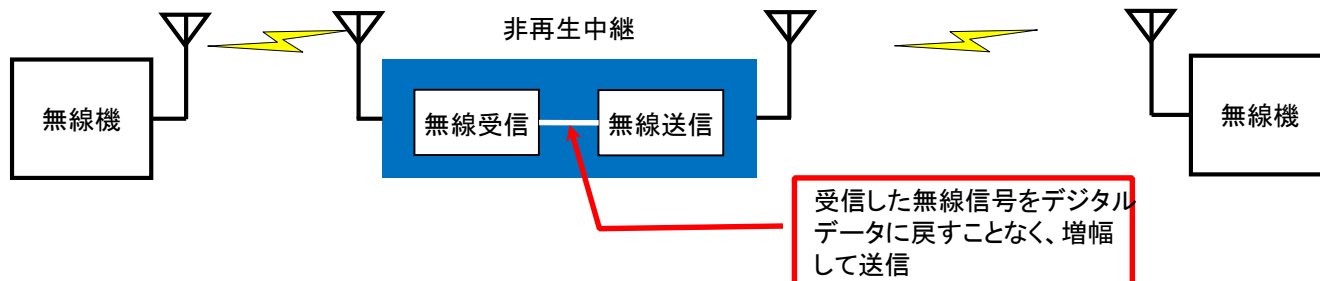 非再生中継
無線機
無線受信
無線送信
無線機
受信した無線信号をデジタル
データに戻すことなく、増幅
して送信